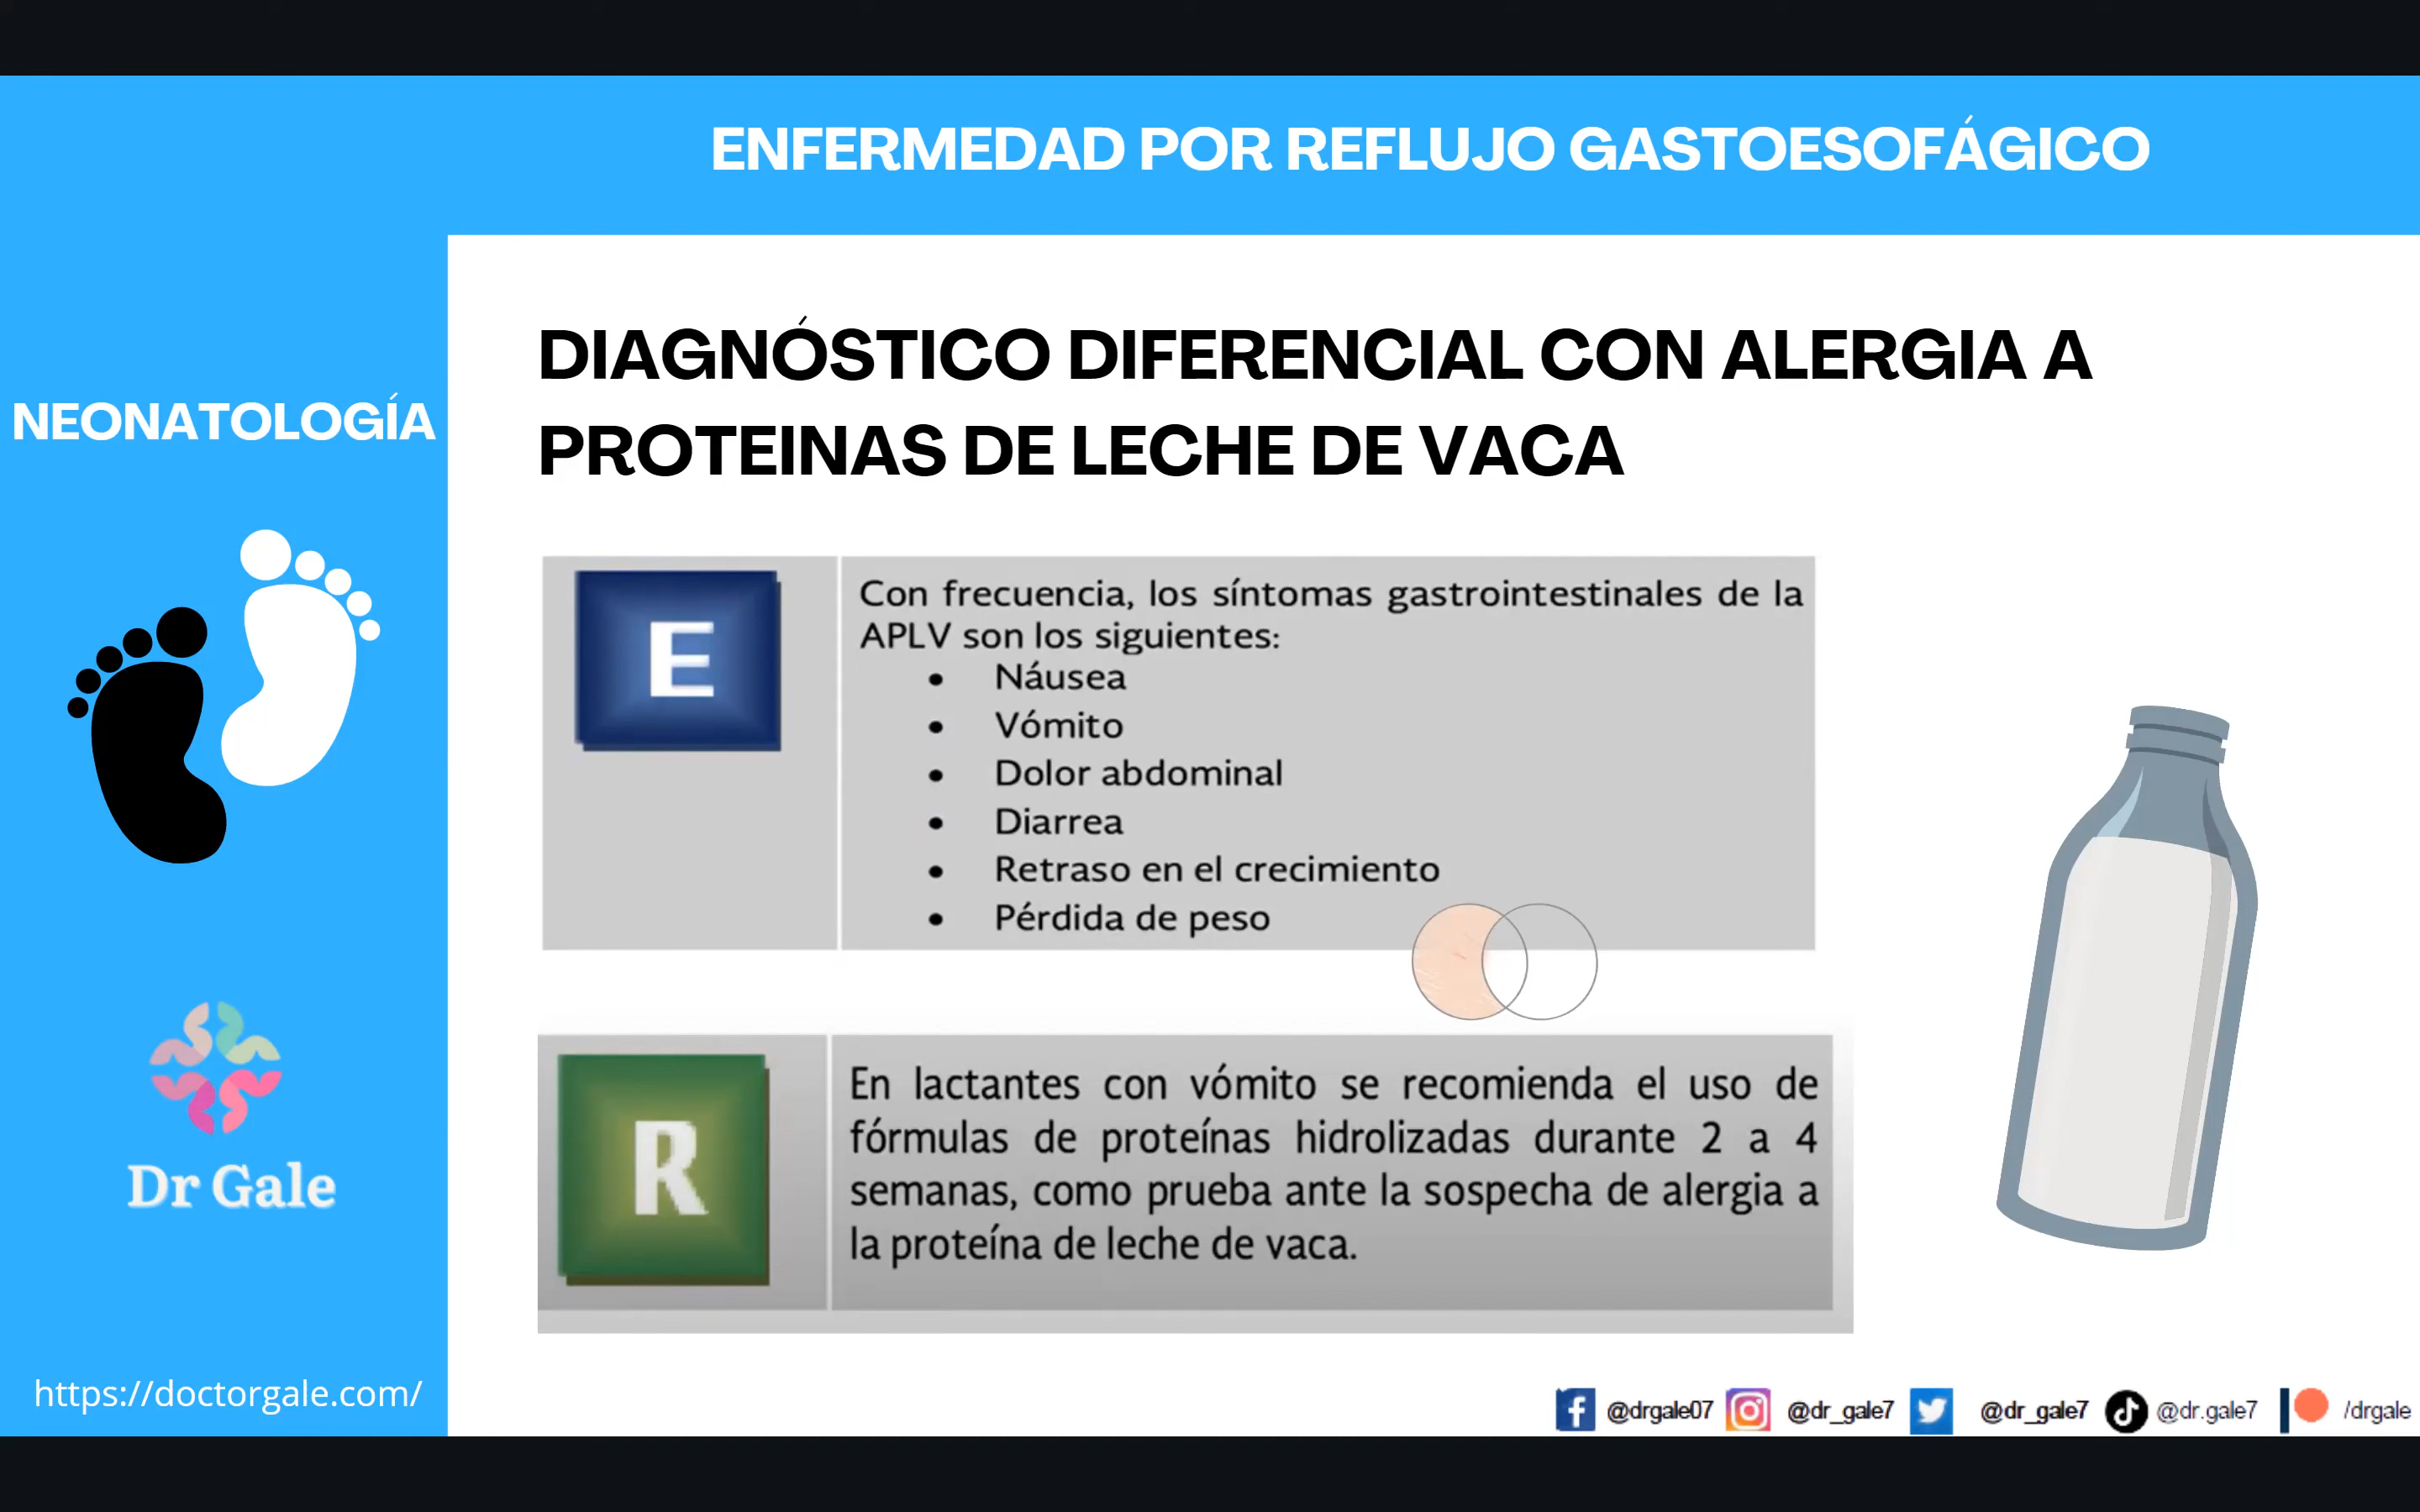 ENFERMEDAD POR REFLUJO GASTOESOFÁGICO
NEONATOLOGÍA
DIAGNÓSTICO DIFERENCIAL CON ALERGIA A
PROTEINAS DE LECHE DE VACA
E
Con frecuencia, los síntomas gastrointestinales de la
APLV son los siguientes:
• Náusea
• Vómito
• Dolor abdominal
• Diarrea
• Retraso en el crecimiento
• Pérdida de peso
R
En lactantes con vómito se recomienda el uso de
fórmulas de proteínas hidrolizadas durante 2 a 4
semanas, como prueba ante la sospecha de alergia a
la proteína de leche de vaca.
Dr Gale
https://doctorgale.com/
@drgale07 @dr_gale7 @dr_gale7 @dr.gale7 /drgale